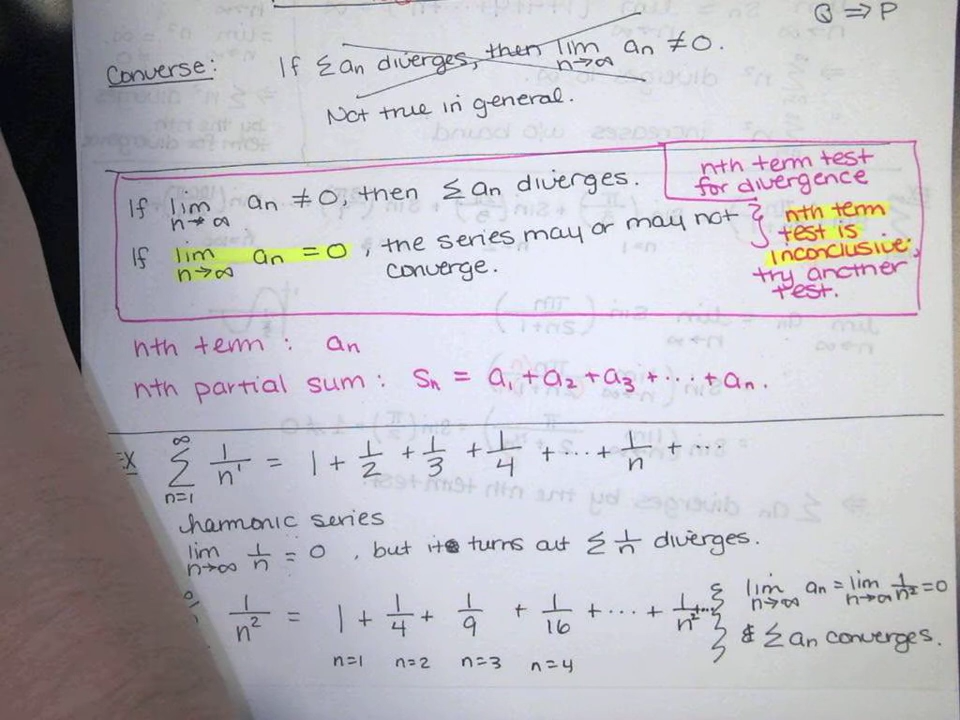 Q ⇒ P
Converse: If Σan diverges, then lim n→∞ an ≠ 0.
Not true in general.
nth term test
for divergence
If lim n→∞ an ≠ 0, then Σan diverges.
If lim n→∞ an = 0, the series may or may not
converge.
nth term
test is
inconclusive;
try another
test.
nth term : an
nth partial sum : Sn = a1 + a2 + a3 + ... + an.
EX ∞ Σ n=1 1/n¹ = 1 + 1/2 + 1/3 + 1/4 + ... + 1/n + ...
harmonic series
lim n→∞ 1/n = 0 , but it turns out Σ 1/n diverges.
1/n² = 1 + 1/4 + 1/9 + 1/16 + ... + 1/n² ...
n=1 n=2 n=3 n=4
lim n→∞ an = lim n→∞ 1/n² = 0
& Σan converges.